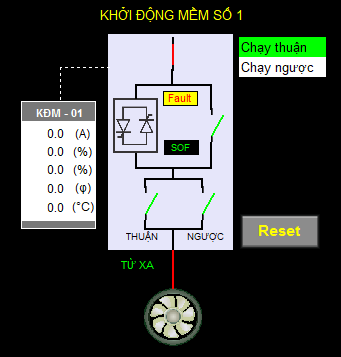 KHỞI ĐỘNG MỀM SỐ 1
Chạy thuận
Chạy ngược
Fault
KĐM - 01
0.0 (A)
0.0 (%)
0.0 (%)
0.0 (φ)
0.0 (°C)
SOF
THUẬN NGƯỢC
Reset
TỪ XA